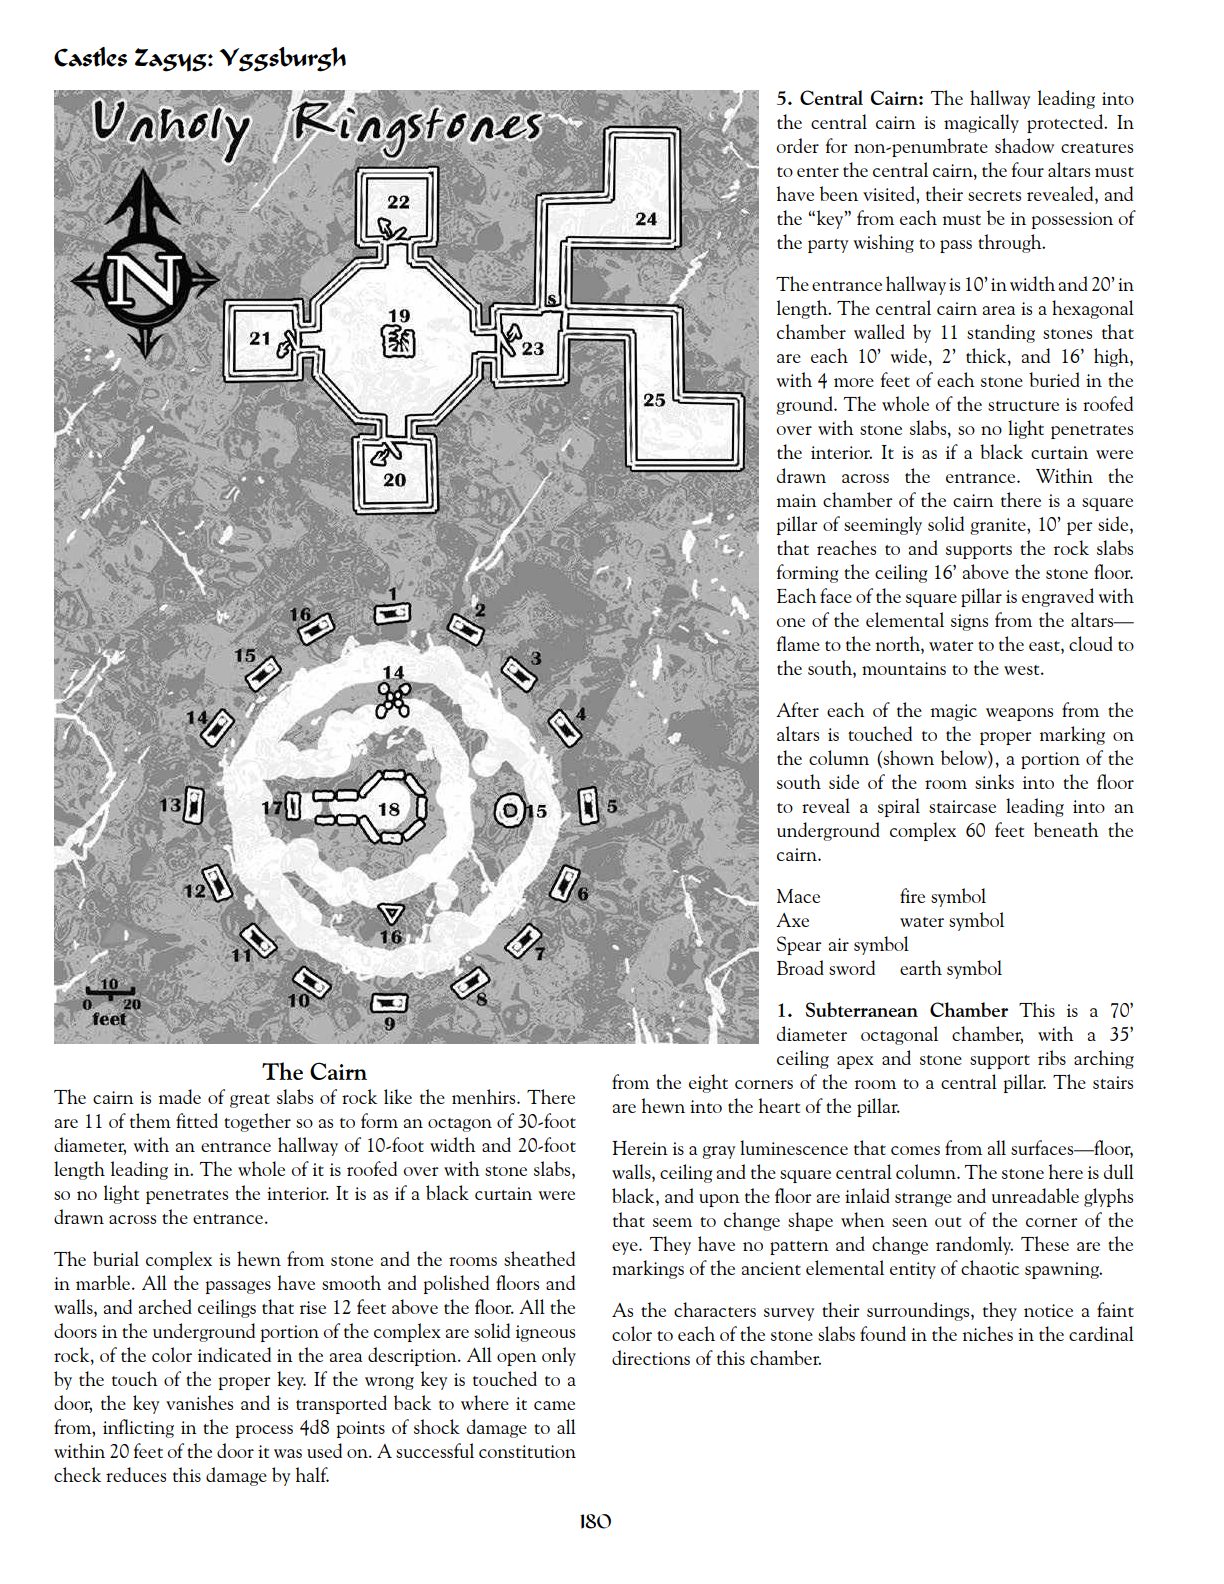 Castles Zagyg: Yggsburgh
Unholy Ringstones
N
22
24
S
19
21
23
25
20
1
16
2
15
3
14
14
4
13
17
18
15
5
12
6
16
11
7
10
8
9
10
0 20
feet
The Cairn
The cairn is made of great slabs of rock like the menhirs. There
are 11 of them fitted together so as to form an octagon of 30-foot
diameter, with an entrance hallway of 10-foot width and 20-foot
length leading in. The whole of it is roofed over with stone slabs,
so no light penetrates the interior. It is as if a black curtain were
drawn across the entrance.
The burial complex is hewn from stone and the rooms sheathed
in marble. All the passages have smooth and polished floors and
walls, and arched ceilings that rise 12 feet above the floor. All the
doors in the underground portion of the complex are solid igneous
rock, of the color indicated in the area description. All open only
by the touch of the proper key. If the wrong key is touched to a
door, the key vanishes and is transported back to where it came
from, inflicting in the process 4d8 points of shock damage to all
within 20 feet of the door it was used on. A successful constitution
check reduces this damage by half.
5. Central Cairn: The hallway leading into
the central cairn is magically protected. In
order for non-penumbrate shadow creatures
to enter the central cairn, the four altars must
have been visited, their secrets revealed, and
the “key” from each must be in possession of
the party wishing to pass through.
The entrance hallway is 10’ in width and 20’ in
length. The central cairn area is a hexagonal
chamber walled by 11 standing stones that
are each 10’ wide, 2’ thick, and 16’ high,
with 4 more feet of each stone buried in the
ground. The whole of the structure is roofed
over with stone slabs, so no light penetrates
the interior. It is as if a black curtain were
drawn across the entrance. Within the
main chamber of the cairn there is a square
pillar of seemingly solid granite, 10’ per side,
that reaches to and supports the rock slabs
forming the ceiling 16’ above the stone floor.
Each face of the square pillar is engraved with
one of the elemental signs from the altars—
flame to the north, water to the east, cloud to
the south, mountains to the west.
After each of the magic weapons from the
altars is touched to the proper marking on
the column (shown below), a portion of the
south side of the room sinks into the floor
to reveal a spiral staircase leading into an
underground complex 60 feet beneath the
cairn.
Mace fire symbol
Axe water symbol
Spear air symbol
Broad sword earth symbol
1. Subterranean Chamber This is a 70’
diameter octagonal chamber, with a 35’
ceiling apex and stone support ribs arching
from the eight corners of the room to a central pillar. The stairs
are hewn into the heart of the pillar.
Herein is a gray luminescence that comes from all surfaces—floor,
walls, ceiling and the square central column. The stone here is dull
black, and upon the floor are inlaid strange and unreadable glyphs
that seem to change shape when seen out of the corner of the
eye. They have no pattern and change randomly. These are the
markings of the ancient elemental entity of chaotic spawning.
As the characters survey their surroundings, they notice a faint
color to each of the stone slabs found in the niches in the cardinal
directions of this chamber.
180